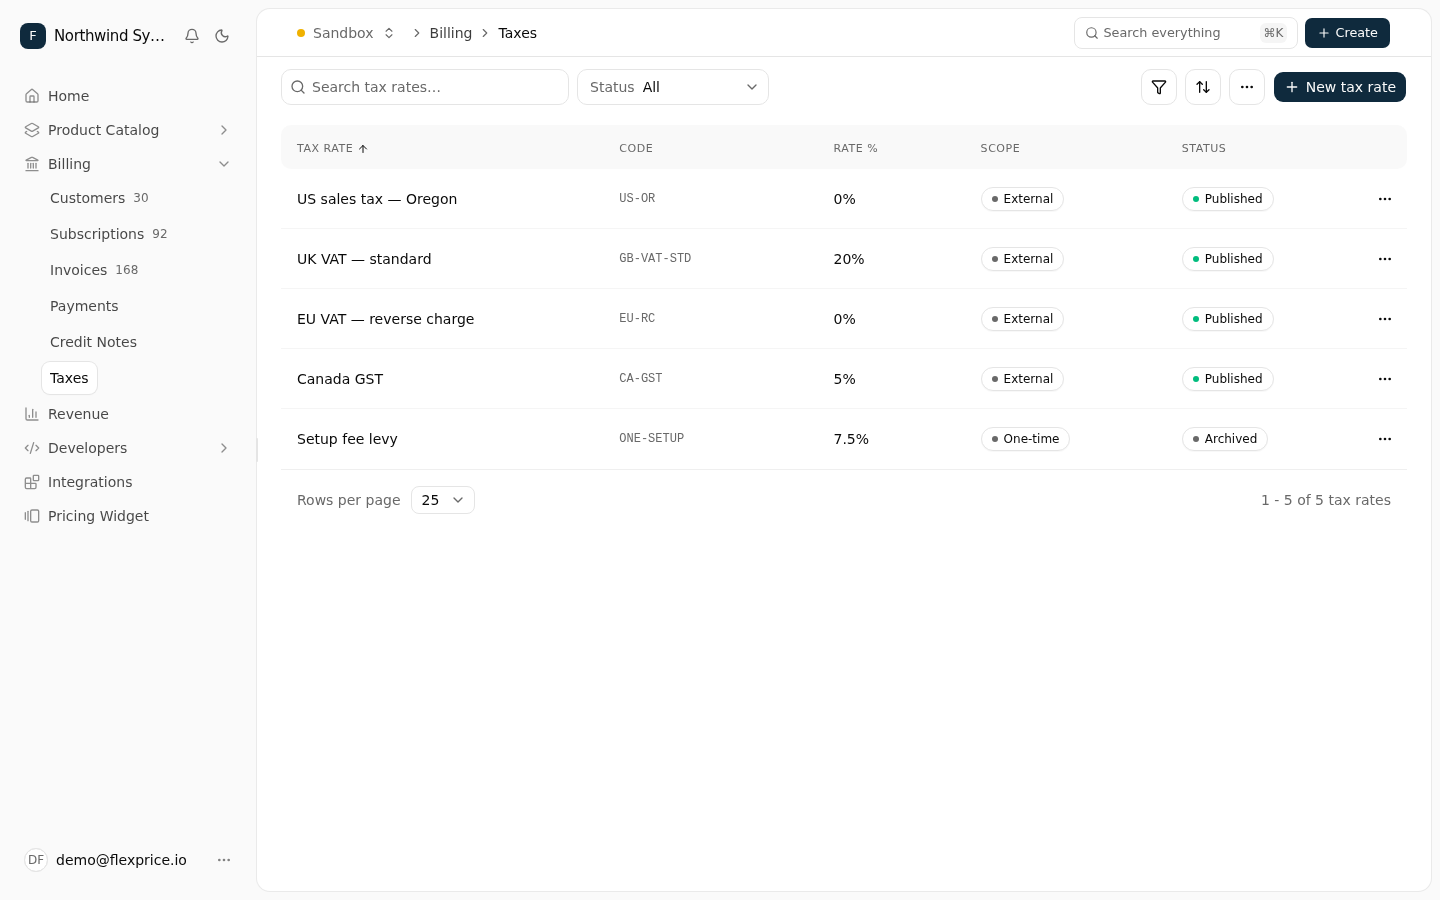 F Northwind Sy...
Home
Product Catalog
Billing
Customers 30
Subscriptions 92
Invoices 168
Payments
Credit Notes
Taxes
Revenue
Developers
Integrations
Pricing Widget
DF demo@flexprice.io
Sandbox Billing Taxes
Search everything ⌘K
Create
Search tax rates...
Status All
New tax rate
TAX RATE CODE RATE % SCOPE STATUS
US sales tax — Oregon US-OR 0% External Published
UK VAT — standard GB-VAT-STD 20% External Published
EU VAT — reverse charge EU-RC 0% External Published
Canada GST CA-GST 5% External Published
Setup fee levy ONE-SETUP 7.5% One-time Archived
Rows per page 25
1 - 5 of 5 tax rates